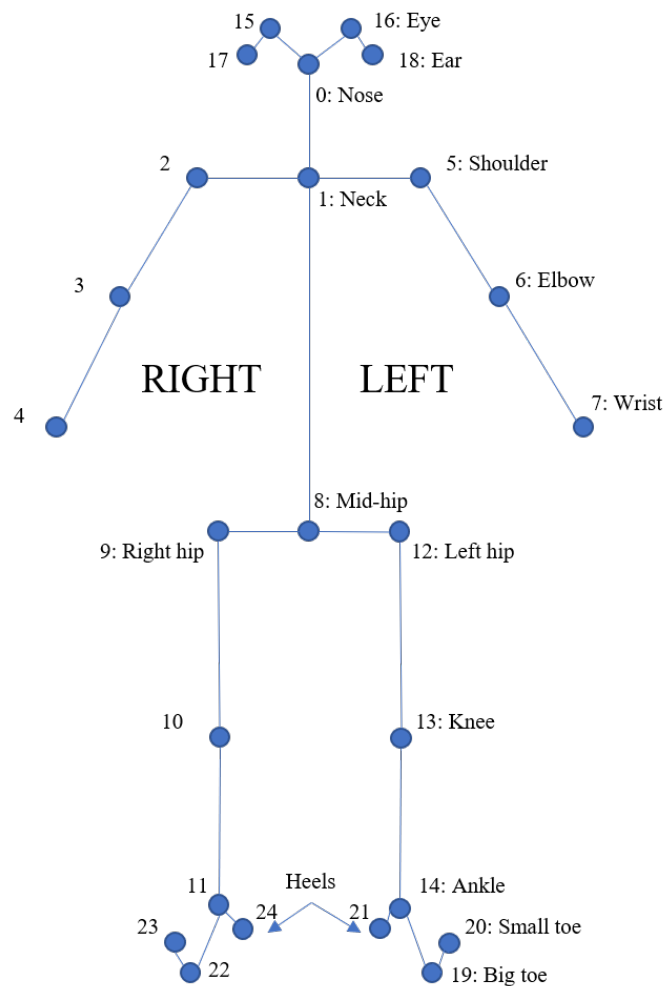 15
16: Eye
17
18: Ear
0: Nose
2
5: Shoulder
1: Neck
3
6: Elbow
RIGHT
LEFT
4
7: Wrist
8: Mid-hip
9: Right hip
12: Left hip
10
13: Knee
Heels
11
14: Ankle
24
21
23
20: Small toe
22
19: Big toe